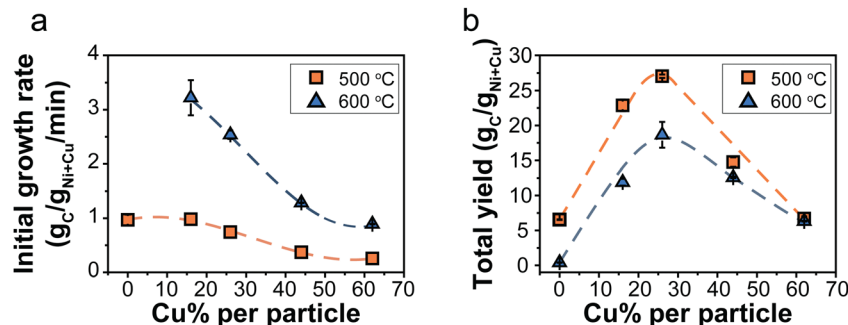 a
Initial growth rate
(gC/gNi+Cu/min)
4
3
2
1
0
500 °C
600 °C
0 10 20 30 40 50 60 70
Cu% per particle
b
Total yield (gC/gNi+Cu)
30
25
20
15
10
5
0
500 °C
600 °C
0 10 20 30 40 50 60 70
Cu% per particle